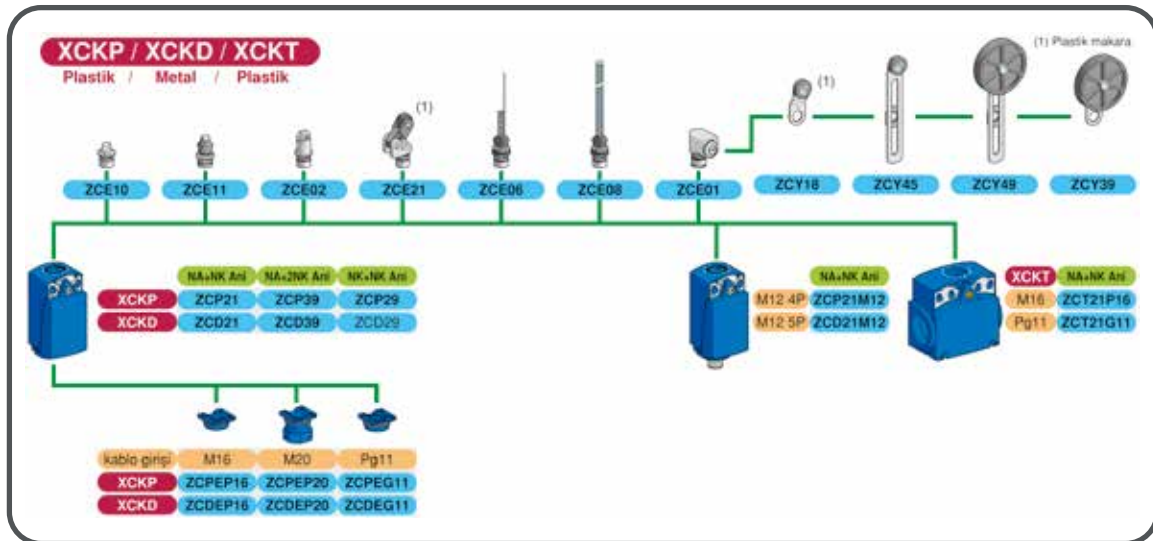 XCKP / XCKD / XCKT
Plastik / Metal / Plastik
(1) Plastik makara
(1)
(1)
ZCE10 ZCE11 ZCE02 ZCE21 ZCE06 ZCE08 ZCE01 ZCY18 ZCY45 ZCY49 ZCY39
NA+NK Ani NA+2NK Ani NK+NK Ani
XCKP ZCP21 ZCP39 ZCP29
XCKD ZCD21 ZCD39 ZCD29
NA+NK Ani
M12 4P ZCP21M12
M12 5P ZCD21M12
XCKT NA+NK Ani
M16 ZCT21P16
Pg11 ZCT21G11
kablo girişi M16 M20 Pg11
XCKP ZCPEP16 ZCPEP20 ZCPEG11
XCKD ZCDEP16 ZCDEP20 ZCDEG11